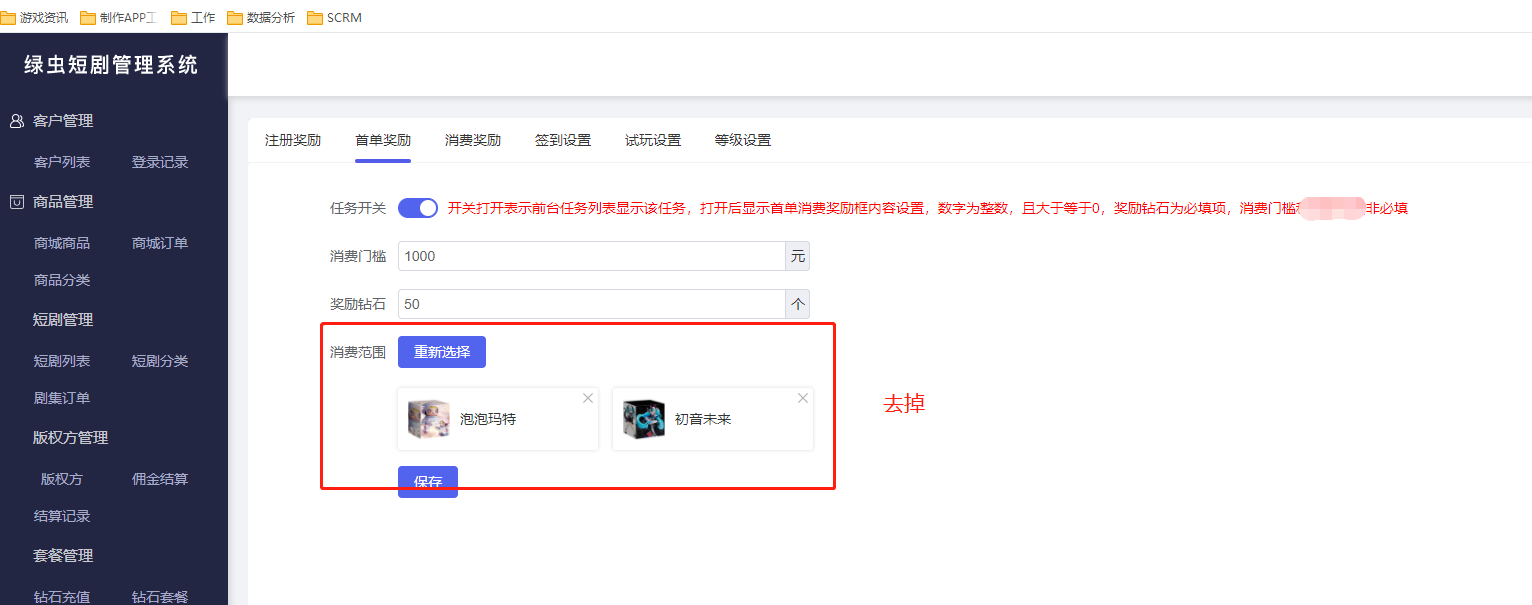 游戏资讯 制作APP工 工作 数据分析 SCRM
绿虫短剧管理系统
客户管理
客户列表 登录记录
商品管理
商城商品 商城订单
商品分类
短剧管理
短剧列表 短剧分类
剧集订单
版权方管理
版权方 佣金结算
结算记录
套餐管理
钻石充值 钻石套餐
注册奖励 首单奖励 消费奖励 签到设置 试玩设置 等级设置
任务开关 开关打开表示前台任务列表显示该任务，打开后显示首单消费奖励框内容设置，数字为整数，且大于等于0，奖励钻石为必填项，消费门槛 非必填
消费门槛 1000 元
奖励钻石 50 个
消费范围 重新选择
泡泡玛特 初音未来
去掉
保存